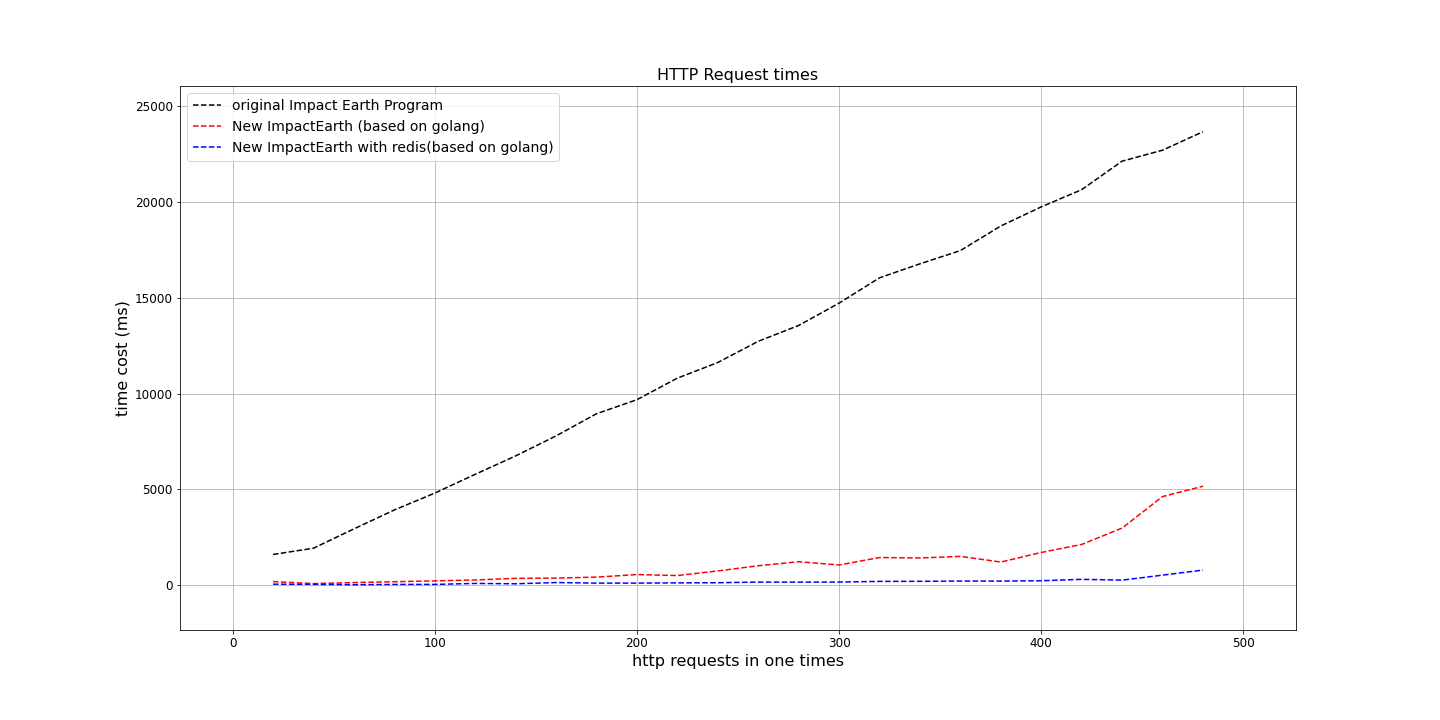 HTTP Request times
original Impact Earth Program
New ImpactEarth (based on golang)
New ImpactEarth with redis(based on golang)
25000
20000
15000
10000
5000
0
time cost (ms)
0 100 200 300 400 500
http requests in one times